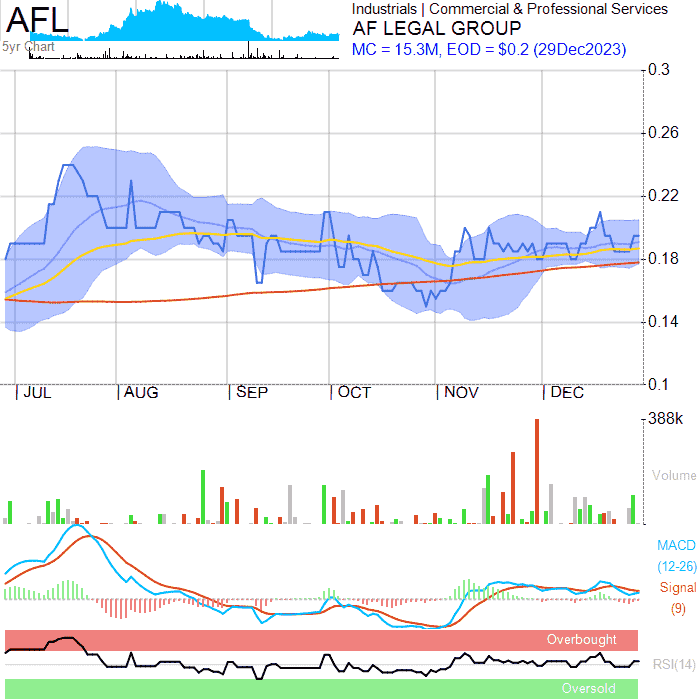 AFL
5yr Chart
Industrials | Commercial & Professional Services
AF LEGAL GROUP
MC = 15.3M, EOD = $0.2 (29Dec2023)
0.3
0.26
0.22
0.18
0.14
0.1
JUL
AUG
SEP
OCT
NOV
DEC
388k
Volume
MACD
(12-26)
Signal
(9)
Overbought
RSI(14)
Oversold